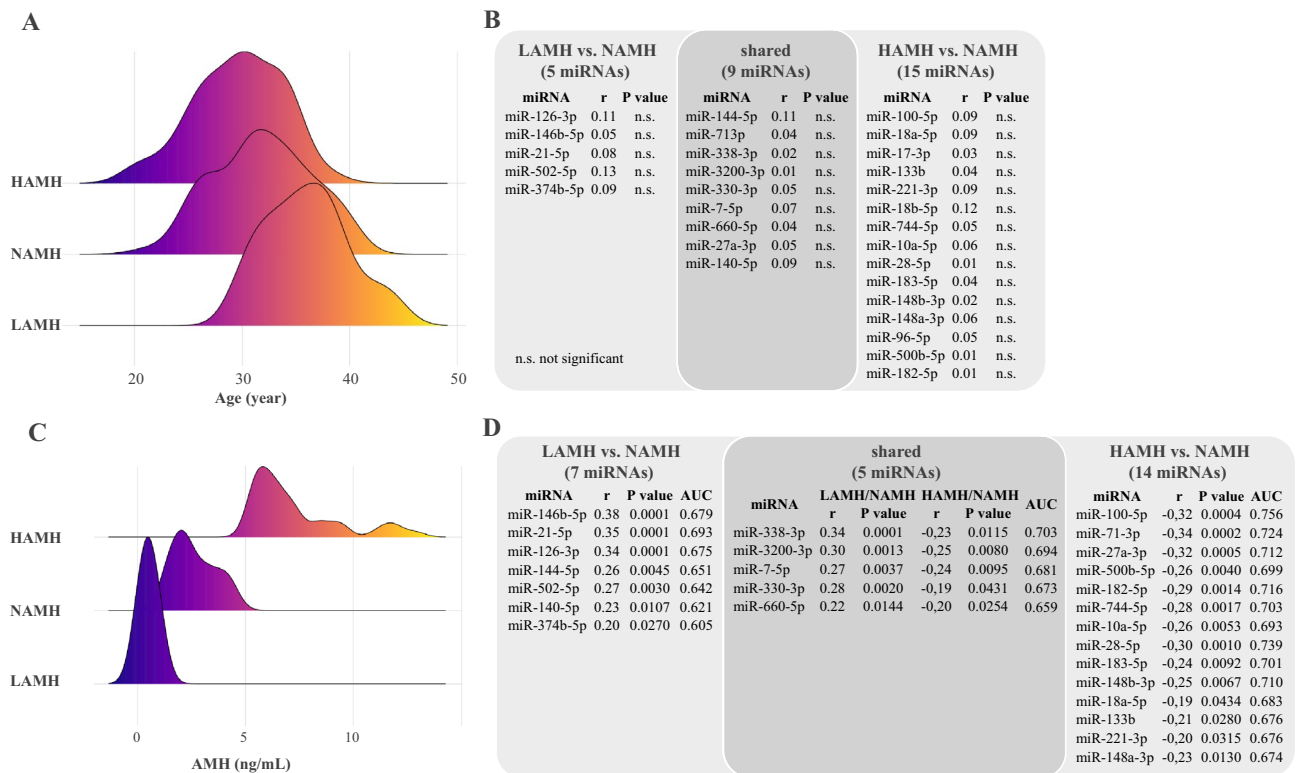 A
HAMH
NAMH
LAMH
20 30 40 50
Age (year)
B
LAMH vs. NAMH
(5 miRNAs)
miRNA r P value
miR-126-3p 0.11 n.s.
miR-146b-5p 0.05 n.s.
miR-21-5p 0.08 n.s.
miR-502-5p 0.13 n.s.
miR-374b-5p 0.09 n.s.
n.s. not significant
shared
(9 miRNAs)
miRNA r P value
miR-144-5p 0.11 n.s.
miR-713p 0.04 n.s.
miR-338-3p 0.02 n.s.
miR-3200-3p 0.01 n.s.
miR-330-3p 0.05 n.s.
miR-7-5p 0.07 n.s.
miR-660-5p 0.04 n.s.
miR-27a-3p 0.05 n.s.
miR-140-5p 0.09 n.s.
HAMH vs. NAMH
(15 miRNAs)
miRNA r P value
miR-100-5p 0.09 n.s.
miR-18a-5p 0.09 n.s.
miR-17-3p 0.03 n.s.
miR-133b 0.04 n.s.
miR-221-3p 0.09 n.s.
miR-18b-5p 0.12 n.s.
miR-744-5p 0.05 n.s.
miR-10a-5p 0.06 n.s.
miR-28-5p 0.01 n.s.
miR-183-5p 0.04 n.s.
miR-148b-3p 0.02 n.s.
miR-148a-3p 0.06 n.s.
miR-96-5p 0.05 n.s.
miR-500b-5p 0.01 n.s.
miR-182-5p 0.01 n.s.
C
HAMH
NAMH
LAMH
0 5 10
AMH (ng/mL)
D
LAMH vs. NAMH
(7 miRNAs)
miRNA r P value AUC
miR-146b-5p 0.38 0.0001 0.679
miR-21-5p 0.35 0.0001 0.693
miR-126-3p 0.34 0.0001 0.675
miR-144-5p 0.26 0.0045 0.651
miR-502-5p 0.27 0.0030 0.642
miR-140-5p 0.23 0.0107 0.621
miR-374b-5p 0.20 0.0270 0.605
shared
(5 miRNAs)
miRNA LAMH/NAMH HAMH/NAMH AUC
r P value r P value
miR-338-3p 0.34 0.0001 -0,23 0.0115 0.703
miR-3200-3p 0.30 0.0013 -0,25 0.0080 0.694
miR-7-5p 0.27 0.0037 -0,24 0.0095 0.681
miR-330-3p 0.28 0.0020 -0,19 0.0431 0.673
miR-660-5p 0.22 0.0144 -0,20 0.0254 0.659
HAMH vs. NAMH
(14 miRNAs)
miRNA r P value AUC
miR-100-5p -0,32 0.0004 0.756
miR-71-3p -0,34 0.0002 0.724
miR-27a-3p -0,32 0.0005 0.712
miR-500b-5p -0,26 0.0040 0.699
miR-182-5p -0,29 0.0014 0.716
miR-744-5p -0,28 0.0017 0.703
miR-10a-5p -0,26 0.0053 0.693
miR-28-5p -0,30 0.0010 0.739
miR-183-5p -0,24 0.0092 0.701
miR-148b-3p -0,25 0.0067 0.710
miR-18a-5p -0,19 0.0434 0.683
miR-133b -0,21 0.0280 0.676
miR-221-3p -0,20 0.0315 0.676
miR-148a-3p -0,23 0.0130 0.674